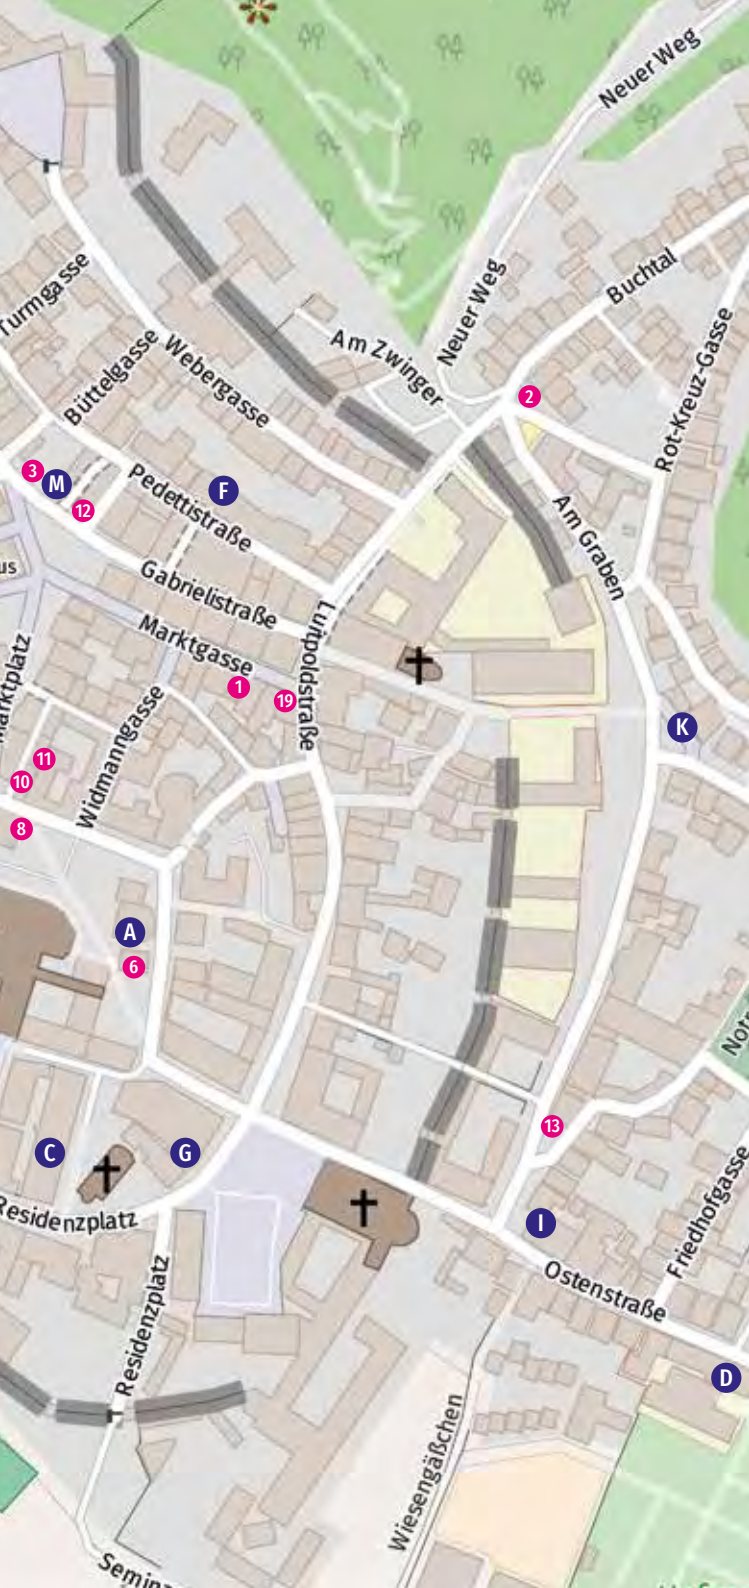 Neuer Weg
Buchtal
Neuer Weg
Turmgasse
Am Zwinger
Rot-Kreuz-Gasse
Büttelgasse
Webergasse
2
3
M
12
F
Pedettistraße
Am Graben
us
Gabrielistraße
Marktgasse
Luitpoldstraße
1
19
Marktplatz
Widmanngasse
K
11
10
8
A
6
13
C
G
Residenzplatz
I
Friedhofgasse
Ostenstraße
Residenzplatz
D
Wiesengäßchen